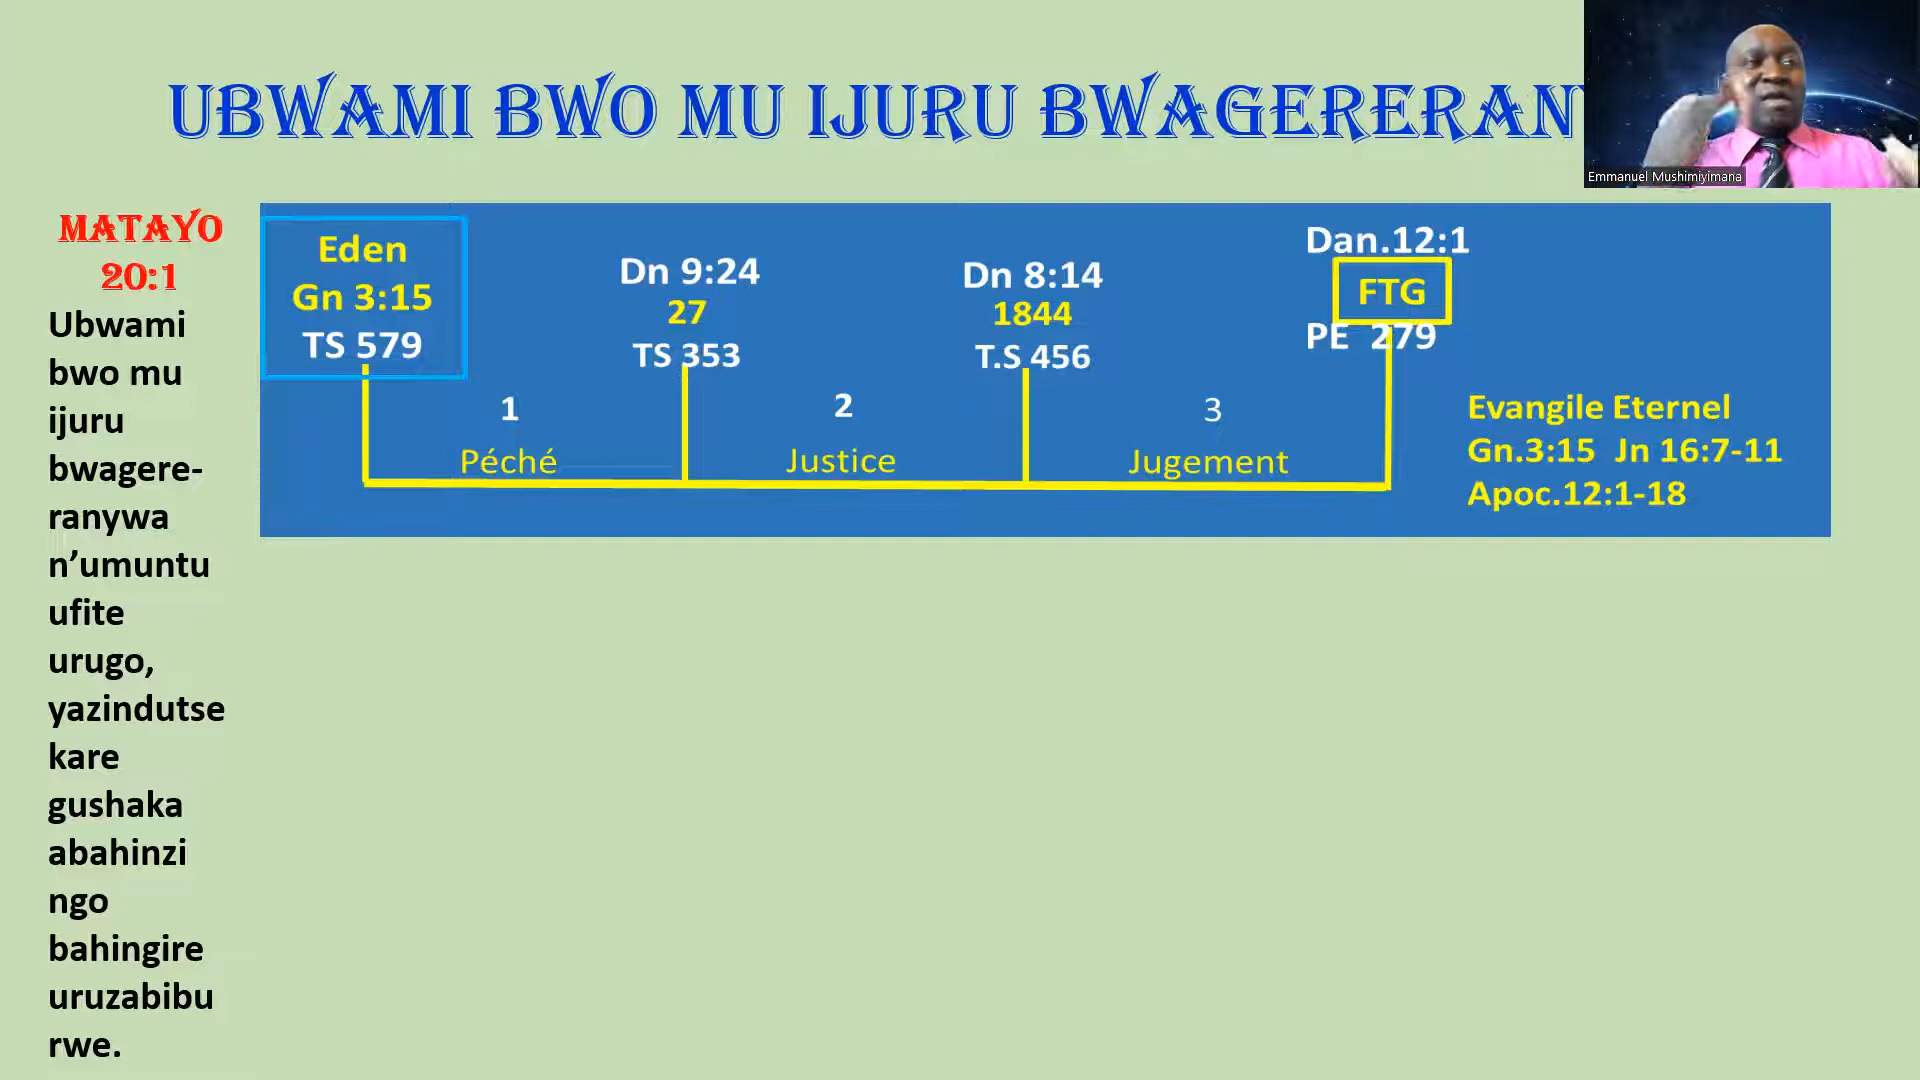 UBWAMI BWO MU IJURU BWAGERERAN
Emmanuel Mushimiyimana
MATAYO
20:1
Ubwami
bwo mu
ijuru
bwagere-
ranywa
n’umuntu
ufite
urugo,
yazindutse
kare
gushaka
abahinzi
ngo
bahingire
uruzabibu
rwe.
Eden
Gn 3:15
TS 579
Dn 9:24
27
TS 353
Dn 8:14
1844
T.S 456
Dan.12:1
FTG
PE 279
1
Péché
2
Justice
3
Jugement
Evangile Eternel
Gn.3:15 Jn 16:7-11
Apoc.12:1-18